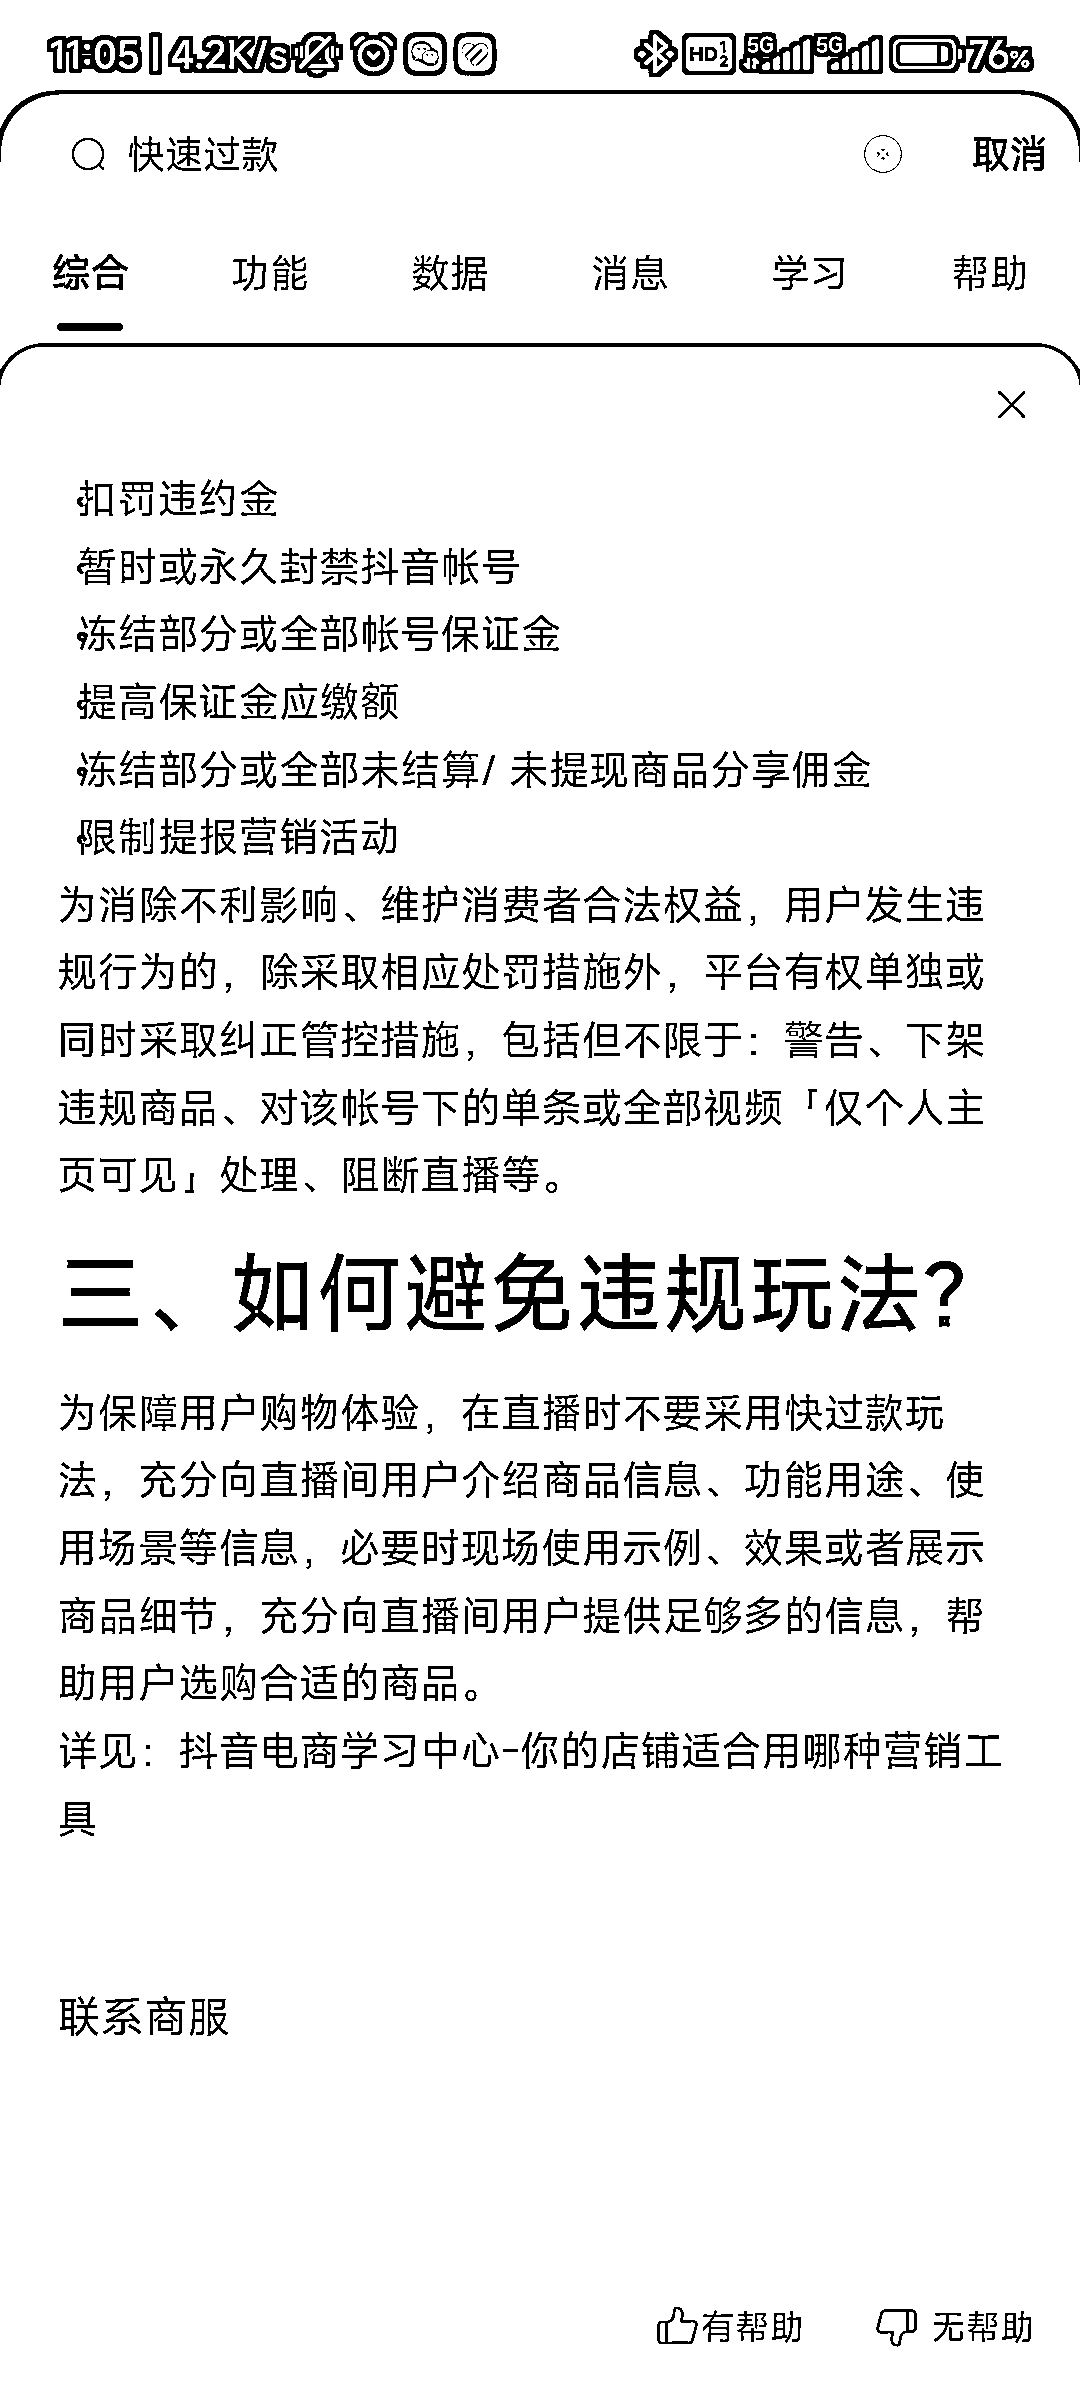 11:05 | 4.2K/s HD 1 2 5G 5G 76%
快速过款 取消
综合 功能 数据 消息 学习 帮助
扣罚违约金
暂时或永久封禁抖音帐号
冻结部分或全部帐号保证金
提高保证金应缴额
冻结部分或全部未结算/ 未提现商品分享佣金
限制提报营销活动
为消除不利影响、维护消费者合法权益，用户发生违
规行为的，除采取相应处罚措施外，平台有权单独或
同时采取纠正管控措施，包括但不限于：警告、下架
违规商品、对该帐号下的单条或全部视频「仅个人主
页可见」处理、阻断直播等。
三、如何避免违规玩法？
为保障用户购物体验，在直播时不要采用快过款玩
法，充分向直播间用户介绍商品信息、功能用途、使
用场景等信息，必要时现场使用示例、效果或者展示
商品细节，充分向直播间用户提供足够多的信息，帮
助用户选购合适的商品。
详见：抖音电商学习中心-你的店铺适合用哪种营销工
具
联系商服
有帮助 无帮助